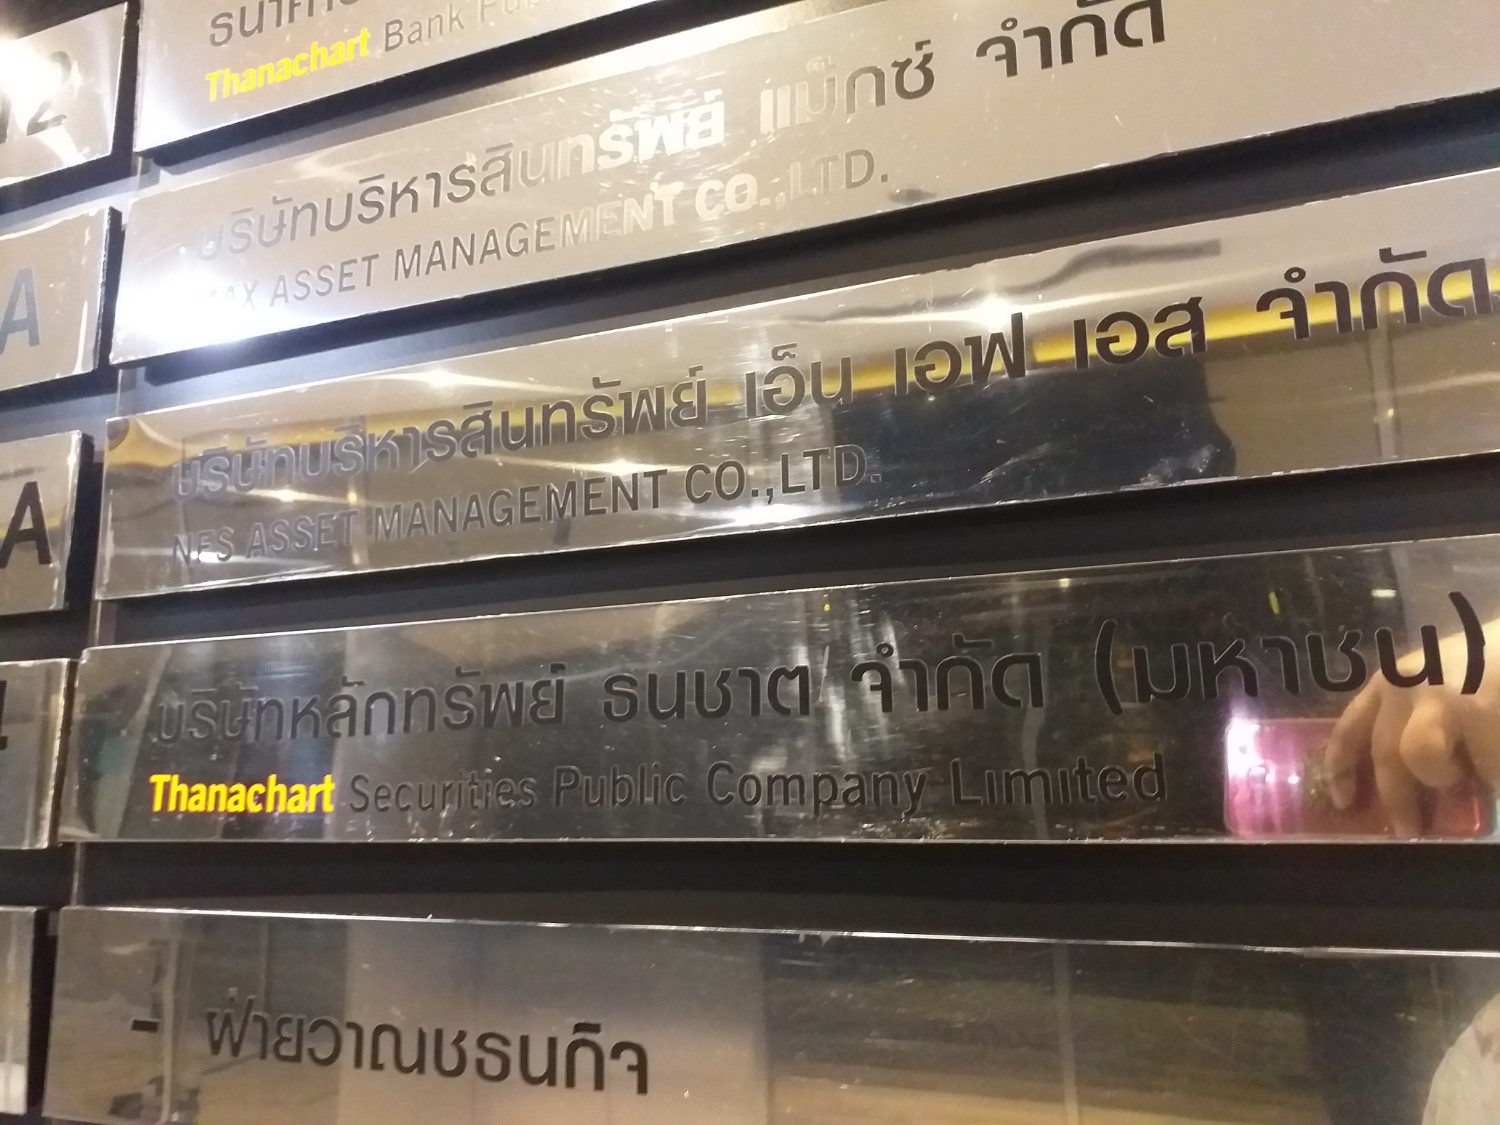 Thanachart Bank
บริษัทบริหารสินทรัพย์ แม๊กซ์ จำกัด
MAX ASSET MANAGEMENT CO.,LTD.
A
บริษัทบริหารสินทรัพย์ เอ็น เอฟ เอส จำกัด
NFS ASSET MANAGEMENT CO.,LTD.
A
บริษัทหลักทรัพย์ ธนชาต จำกัด (มหาชน)
Thanachart Securities Public Company Limited
- ฝ่ายวาณิชธนกิจ